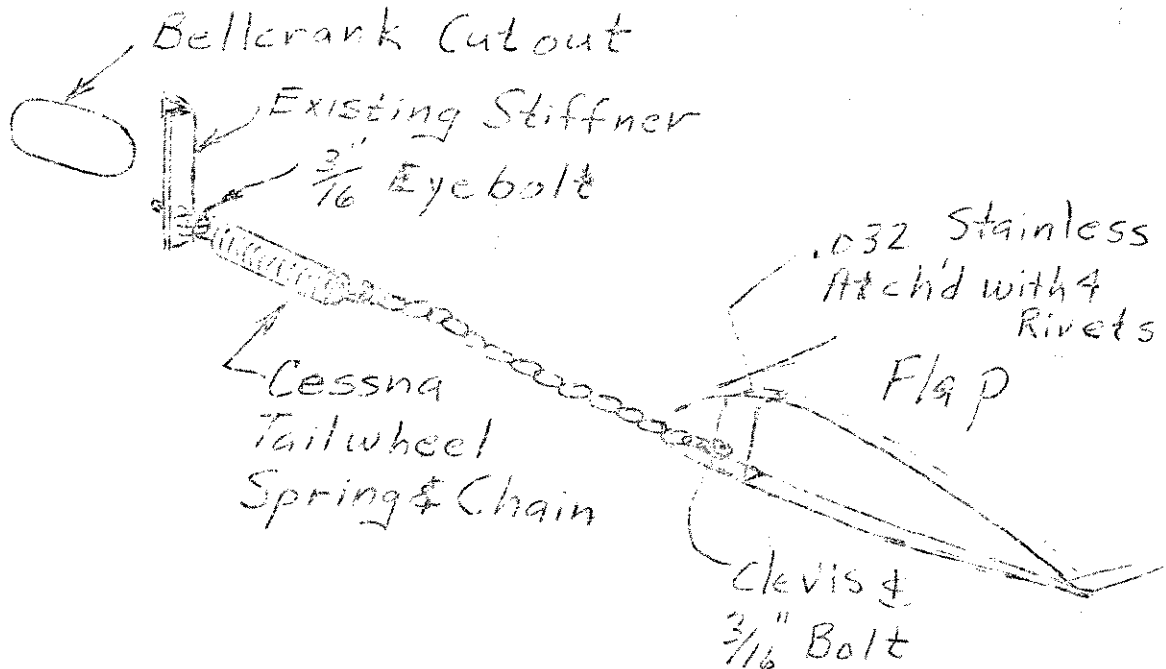 Bellcrank Cutout
Existing Stiffner
3/16" Eyebolt
.032 Stainless
Atch'd with 4
Rivets
Flap
Cessna
Tailwheel
Spring & Chain
Clevis &
3/16" Bolt